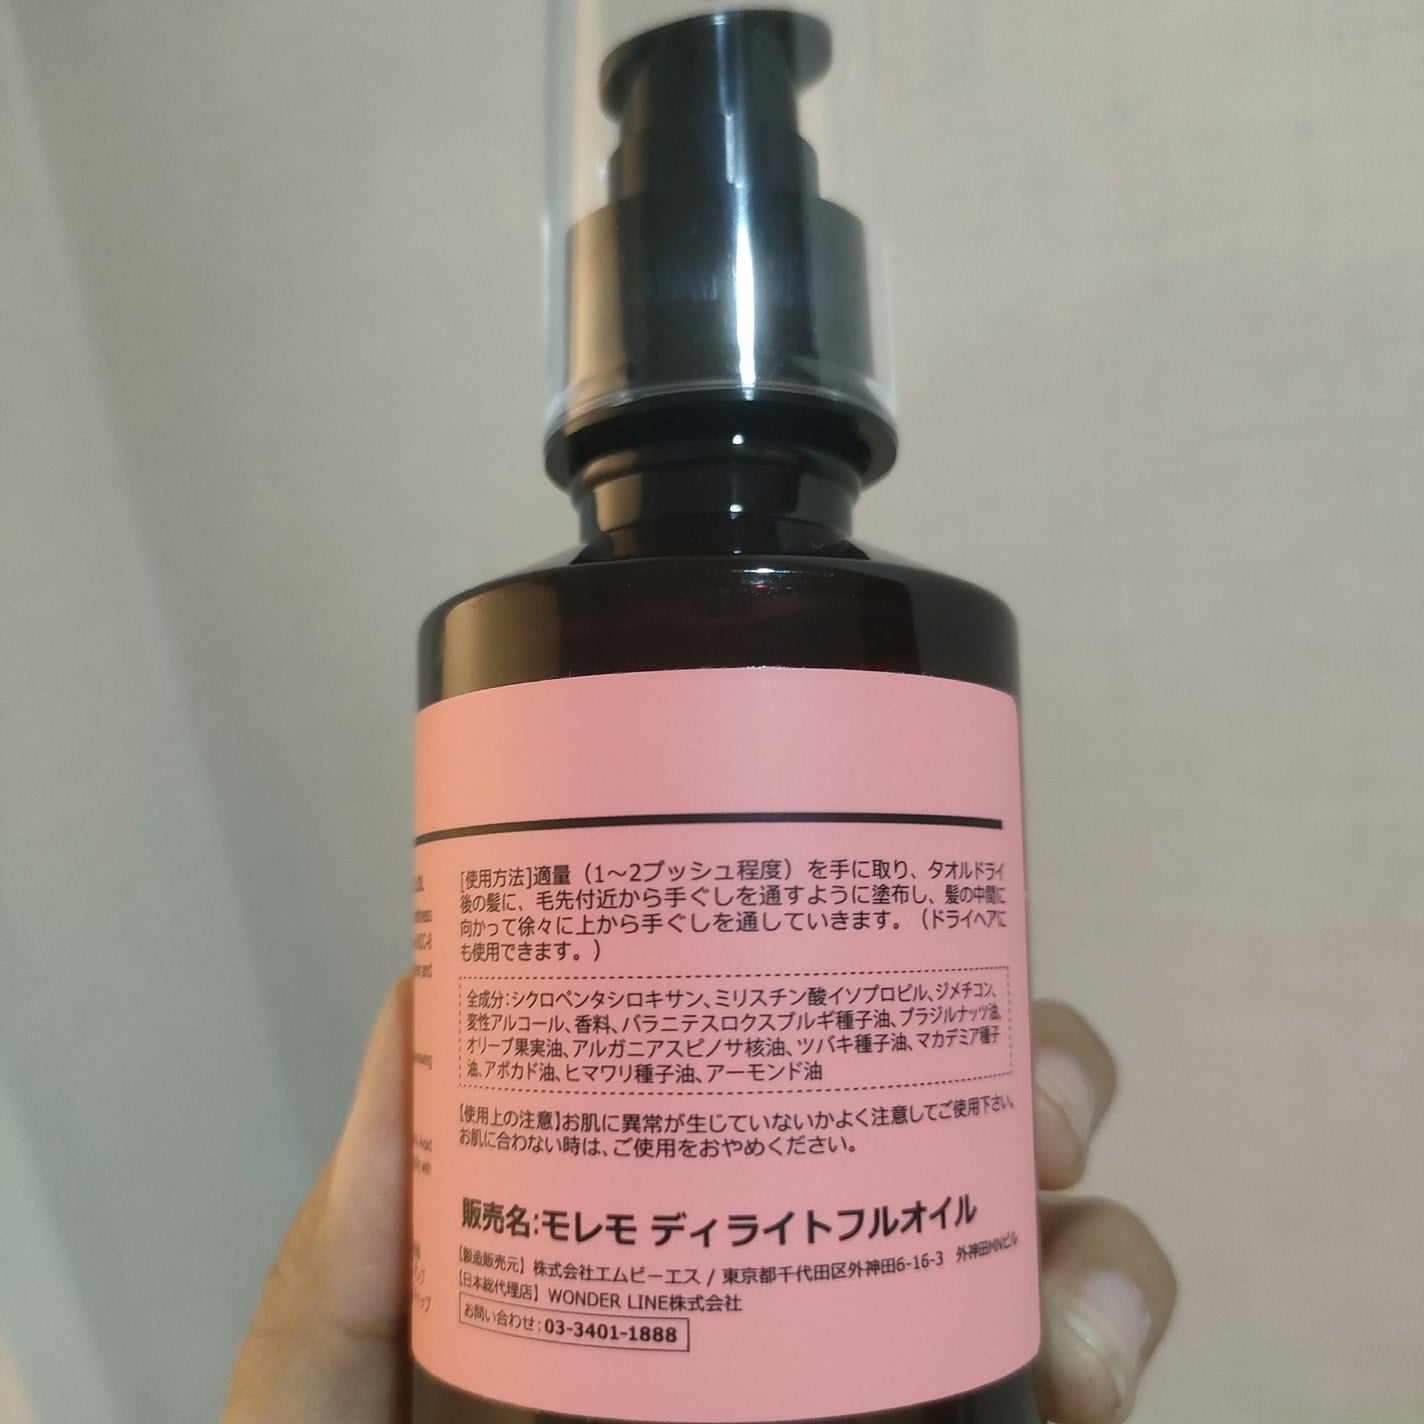 [使用方法]適量（1〜2プッシュ程度）を手に取り、タオルドライ
後の髪に、毛先付近から手ぐしを通すように塗布し、髪の中間に
向かって徐々に上から手ぐしを通していきます。（ドライヘアに
も使用できます。）
全成分:シクロペンタシロキサン、ミリスチン酸イソプロピル、ジメチコン、
変性アルコール、香料、バラニテスロクスブルギ種子油、ブラジルナッツ油、
オリーブ果実油、アルガニアスピノサ核油、ツバキ種子油、マカデミア種子
油、アボカド油、ヒマワリ種子油、アーモンド油
【使用上の注意】お肌に異常が生じていないかよく注意してご使用下さい。
お肌に合わない時は、ご使用をおやめください。
販売名:モレモ ディライトフルオイル
【製造販売元】株式会社エムピーエス / 東京都千代田区外神田6-16-3 外神田MNビル
【日本総代理店】WONDER LINE株式会社
お問い合わせ:03-3401-1888